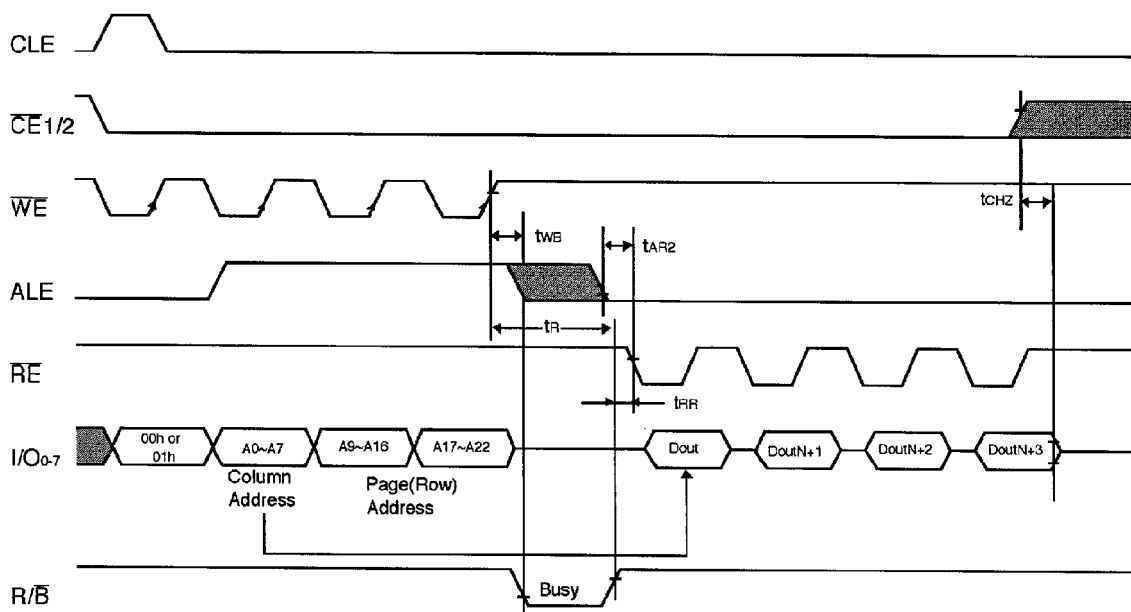 CLE
CE1/2
WE
tCHZ
tWB
tAR2
ALE
tR
RE
tRR
I/O0-7
00h or
01h
A0~A7
A9~A16
A17~A22
Dout
DoutN+1
DoutN+2
DoutN+3
Column
Address
Page(Row)
Address
R/B
Busy